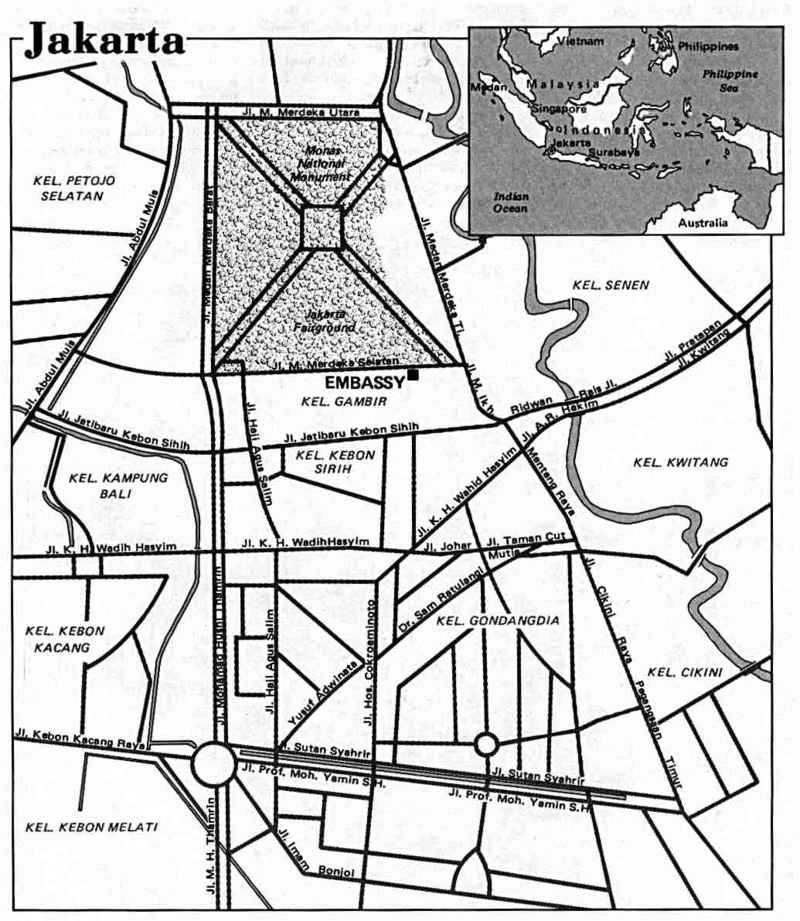 Jakarta
Vietnam
Philippines
Philippine
Sea
Medan
Malaysia
Singapore
Indonesia
Jakarta
Surabaya
Indian
Ocean
Australia
Jl. M. Merdeka Utara
Monas
National
Monument
KEL. PETOJO
SELATAN
Jl. Abdul Muis
Jl. Medan Merdeka Barat
Jl. Medan Merdeka Ti.
KEL. SENEN
Jakarta
Fairground
Jl. M. Merdeka Selatan
EMBASSY
KEL. GAMBIR
Jl. Abdul Muis
Jl. M. Ikh.
Ridwan Rais Jl.
Jl. Prapatan
Jl. Kwitang
Jl. A.R. Hakim
Jl. Jatibaru Kebon Sihih
Jl. Jatibaru Kebon Sihih
Jl. Haji Agus Salim
KEL. KEBON
SIRIH
KEL. KAMPUNG
BALI
Jl. K. H. Wahid Hasyim
Menteng Raya
KEL. KWITANG
Jl. K. H. Wadih Hasyim
Jl. K. H. WadihHasyim
Jl. Johar
Jl. Taman Cut
Mutia
Dr. Sam Ratulangi
Jl. Cikini Raya Pegangsaan Timur
KEL. KEBON
KACANG
Jl. Mohamad Husni Thamrin
Jl. Haji Agus Salim
Jl. Hos. Cokroaminoto
KEL. GONDANGDIA
KEL. CIKINI
Yusuf Adwinata
Jl. Kebon Kacang Raya
Jl. Sutan Syahrir
Jl. Sutan Syahrir
Jl. Prof. Moh. Yamin S.H.
Jl. Prof. Moh. Yamin S.H.
KEL. KEBON MELATI
Jl. M. H. Thamrin
Jl. Imam Bonjol